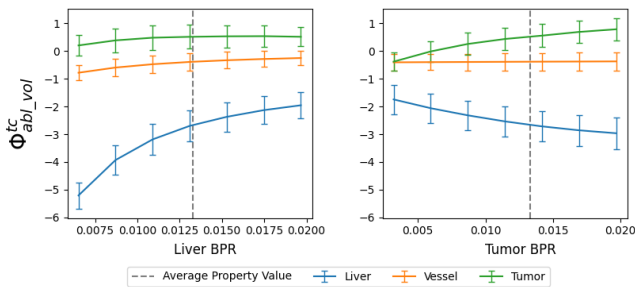 1
0
−1
−2
−3
−4
−5
−6
Φ^{tc}_{abl_vol}
0.0075 0.0100 0.0125 0.0150 0.0175 0.0200
Liver BPR
1
0
−1
−2
−3
−4
−5
−6
0.005 0.010 0.015 0.020
Tumor BPR
Average Property Value Liver Vessel Tumor